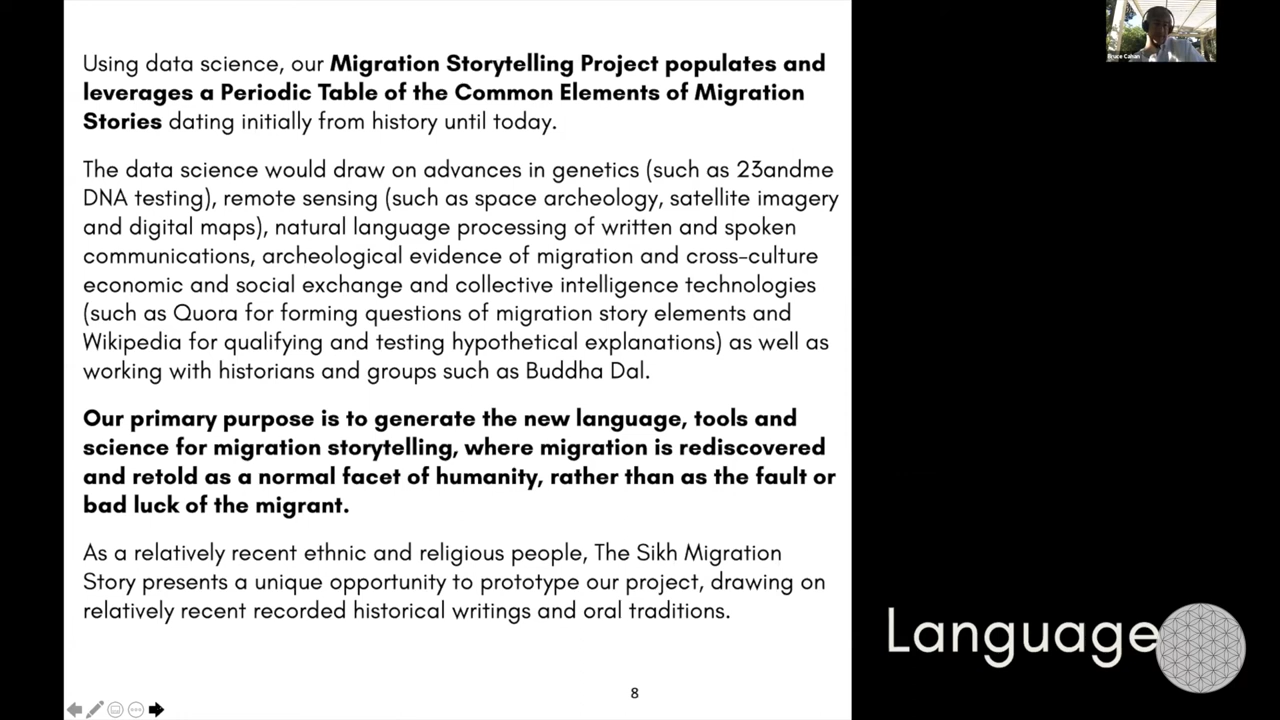 Using data science, our Migration Storytelling Project populates and
leverages a Periodic Table of the Common Elements of Migration
Stories dating initially from history until today.
The data science would draw on advances in genetics (such as 23andme
DNA testing), remote sensing (such as space archeology, satellite imagery
and digital maps), natural language processing of written and spoken
communications, archeological evidence of migration and cross-culture
economic and social exchange and collective intelligence technologies
(such as Quora for forming questions of migration story elements and
Wikipedia for qualifying and testing hypothetical explanations) as well as
working with historians and groups such as Buddha Dal.
Our primary purpose is to generate the new language, tools and
science for migration storytelling, where migration is rediscovered
and retold as a normal facet of humanity, rather than as the fault or
bad luck of the migrant.
As a relatively recent ethnic and religious people, The Sikh Migration
Story presents a unique opportunity to prototype our project, drawing on
relatively recent recorded historical writings and oral traditions.
8
Language
Bruce Cahan